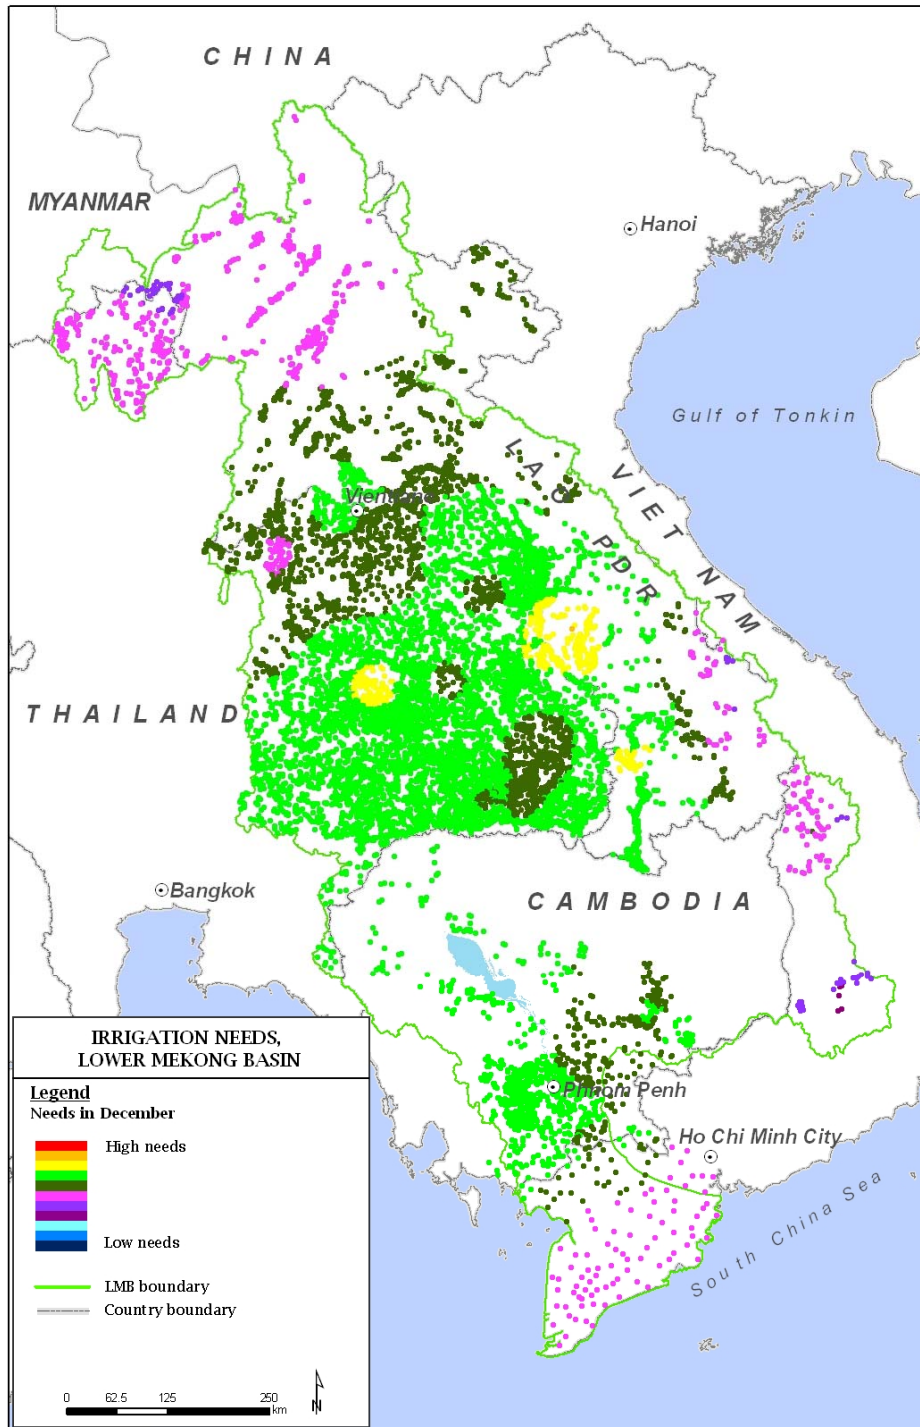 CHINA
MYANMAR
Hanoi
Gulf of Tonkin
LAO PDR
VIET NAM
Vientiane
THAILAND
Bangkok
CAMBODIA
Phnom Penh
Ho Chi Minh City
South China Sea
IRRIGATION NEEDS,
LOWER MEKONG BASIN
Legend
Needs in December
High needs
Low needs
LMB boundary
Country boundary
0 62.5 125 250
km
N